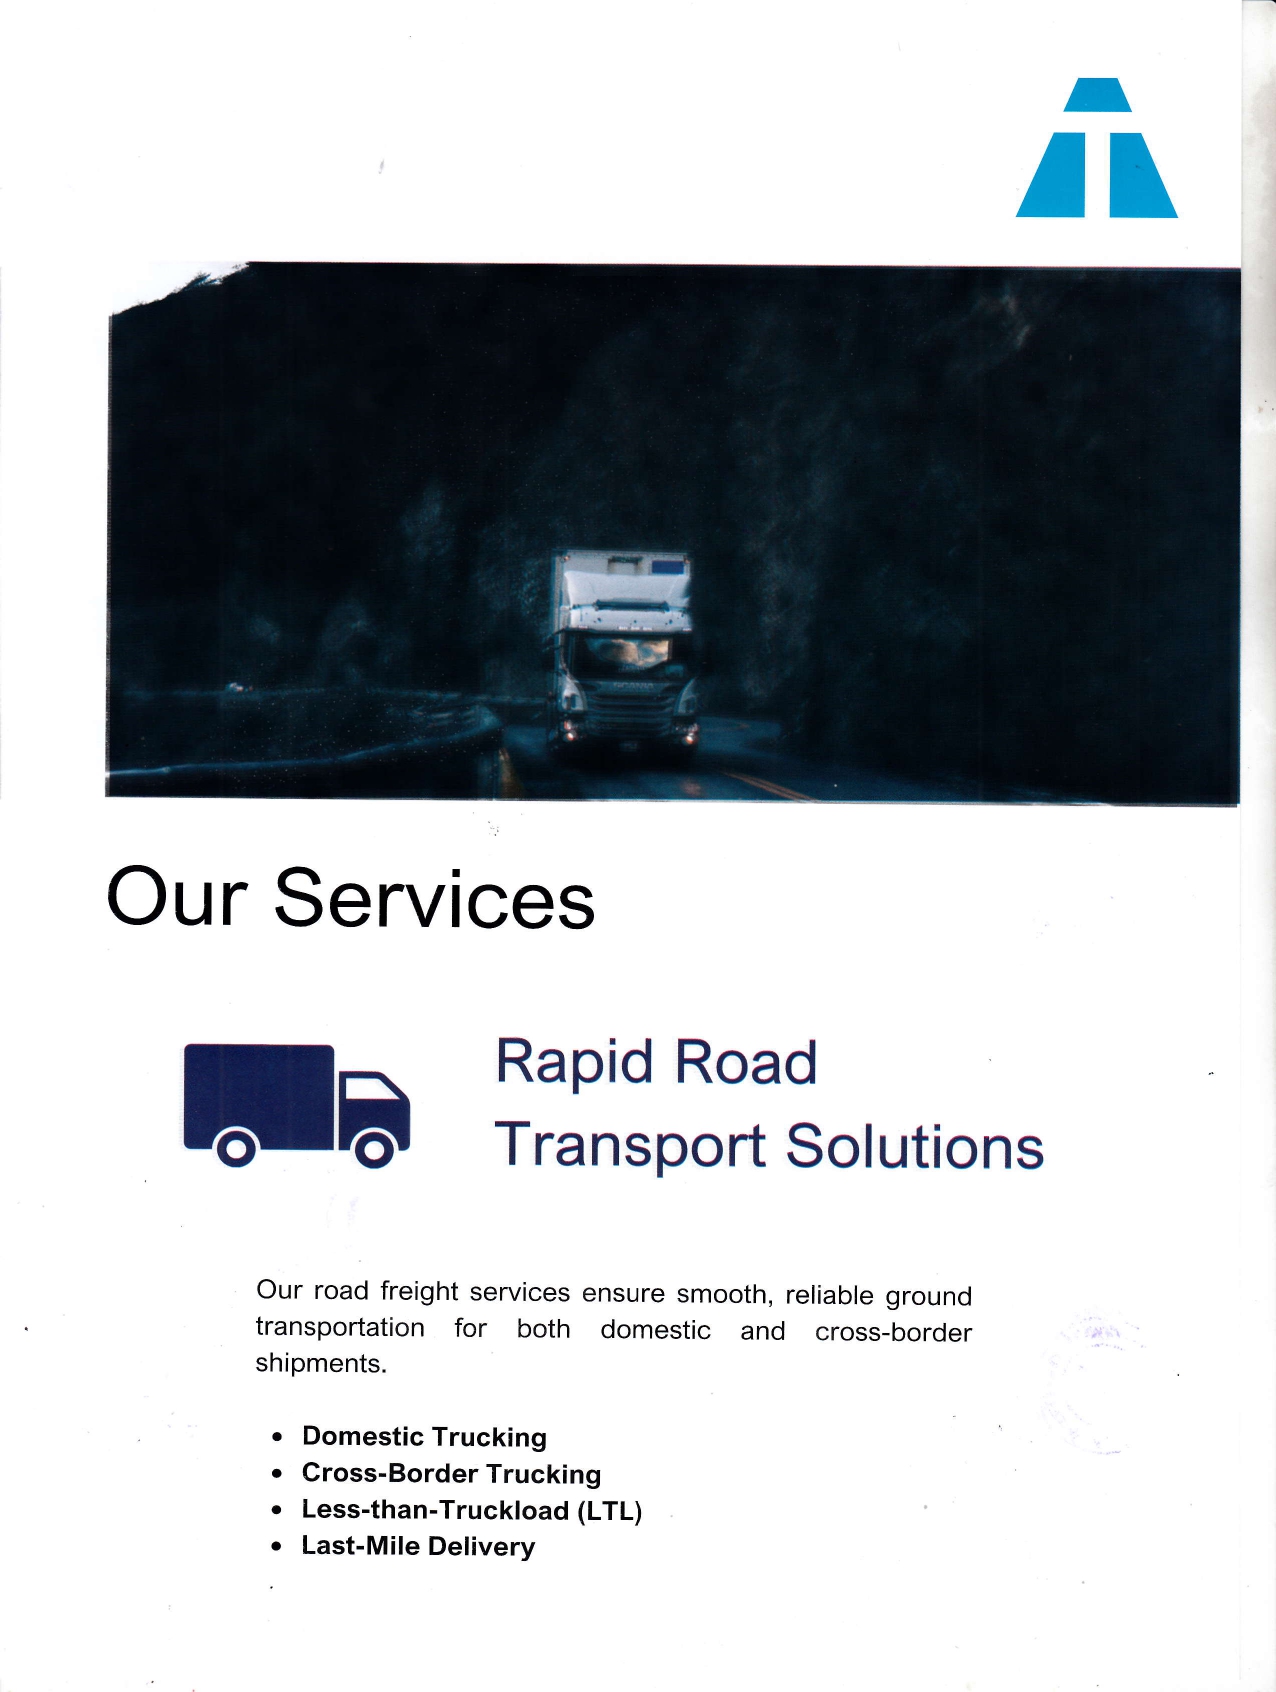 Our Services
Rapid Road
Transport Solutions
Our road freight services ensure smooth, reliable ground
transportation for both domestic and cross-border
shipments.
• Domestic Trucking
• Cross-Border Trucking
• Less-than-Truckload (LTL)
• Last-Mile Delivery